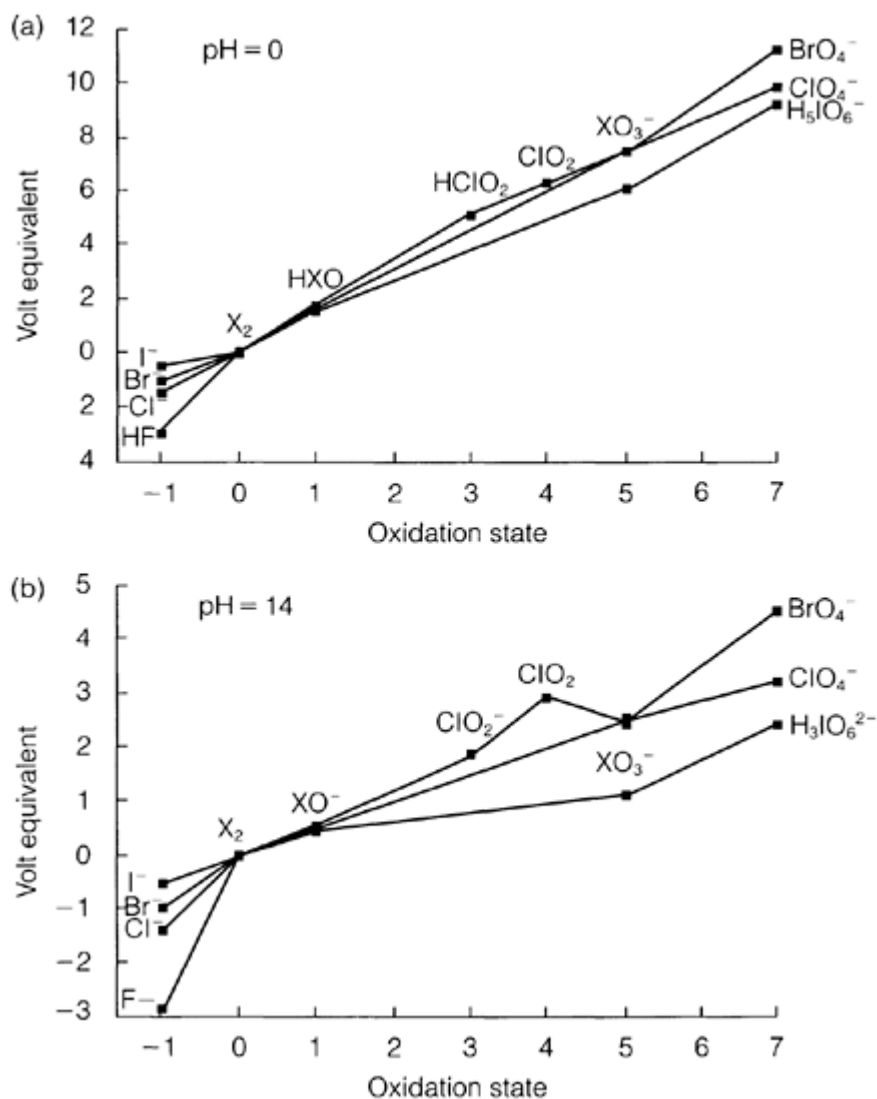 (a)
pH = 0
Volt equivalent
12
10
8
6
4
2
0
2
4
BrO₄⁻
ClO₄⁻
H₅IO₆⁻
XO₃⁻
ClO₂
HClO₂
HXO
X₂
I⁻
Br⁻
-Cl⁻
HF
−1 0 1 2 3 4 5 6 7
Oxidation state
(b)
pH = 14
Volt equivalent
5
4
3
2
1
0
−1
−2
−3
BrO₄⁻
ClO₄⁻
H₃IO₆²⁻
ClO₂
ClO₂⁻
XO₃⁻
XO⁻
X₂
I⁻
Br⁻
Cl⁻
F−
−1 0 1 2 3 4 5 6 7
Oxidation state